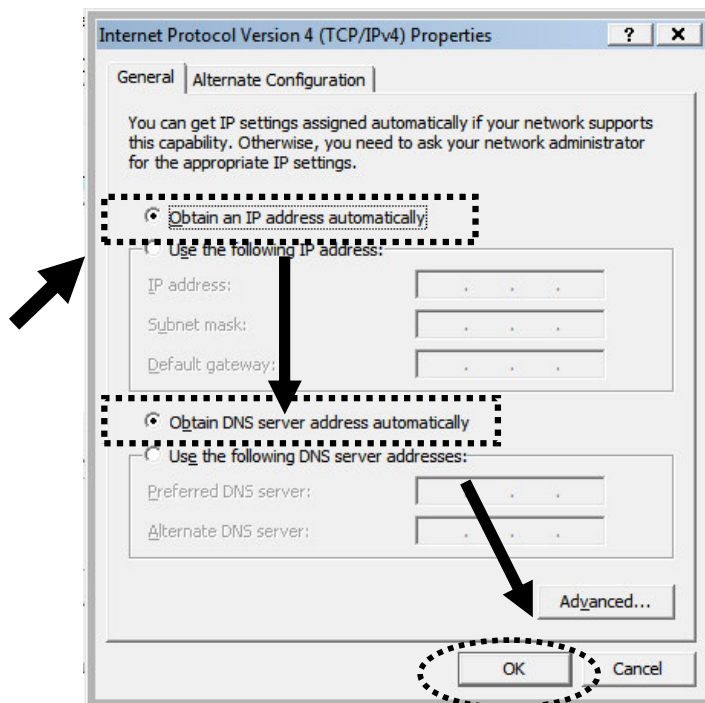 Internet Protocol Version 4 (TCP/IPv4) Properties
General
Alternate Configuration
You can get IP settings assigned automatically if your network supports
this capability. Otherwise, you need to ask your network administrator
for the appropriate IP settings.
Obtain an IP address automatically
Use the following IP address:
IP address:
Subnet mask:
Default gateway:
Obtain DNS server address automatically
Use the following DNS server addresses:
Preferred DNS server:
Alternate DNS server:
Advanced...
OK
Cancel